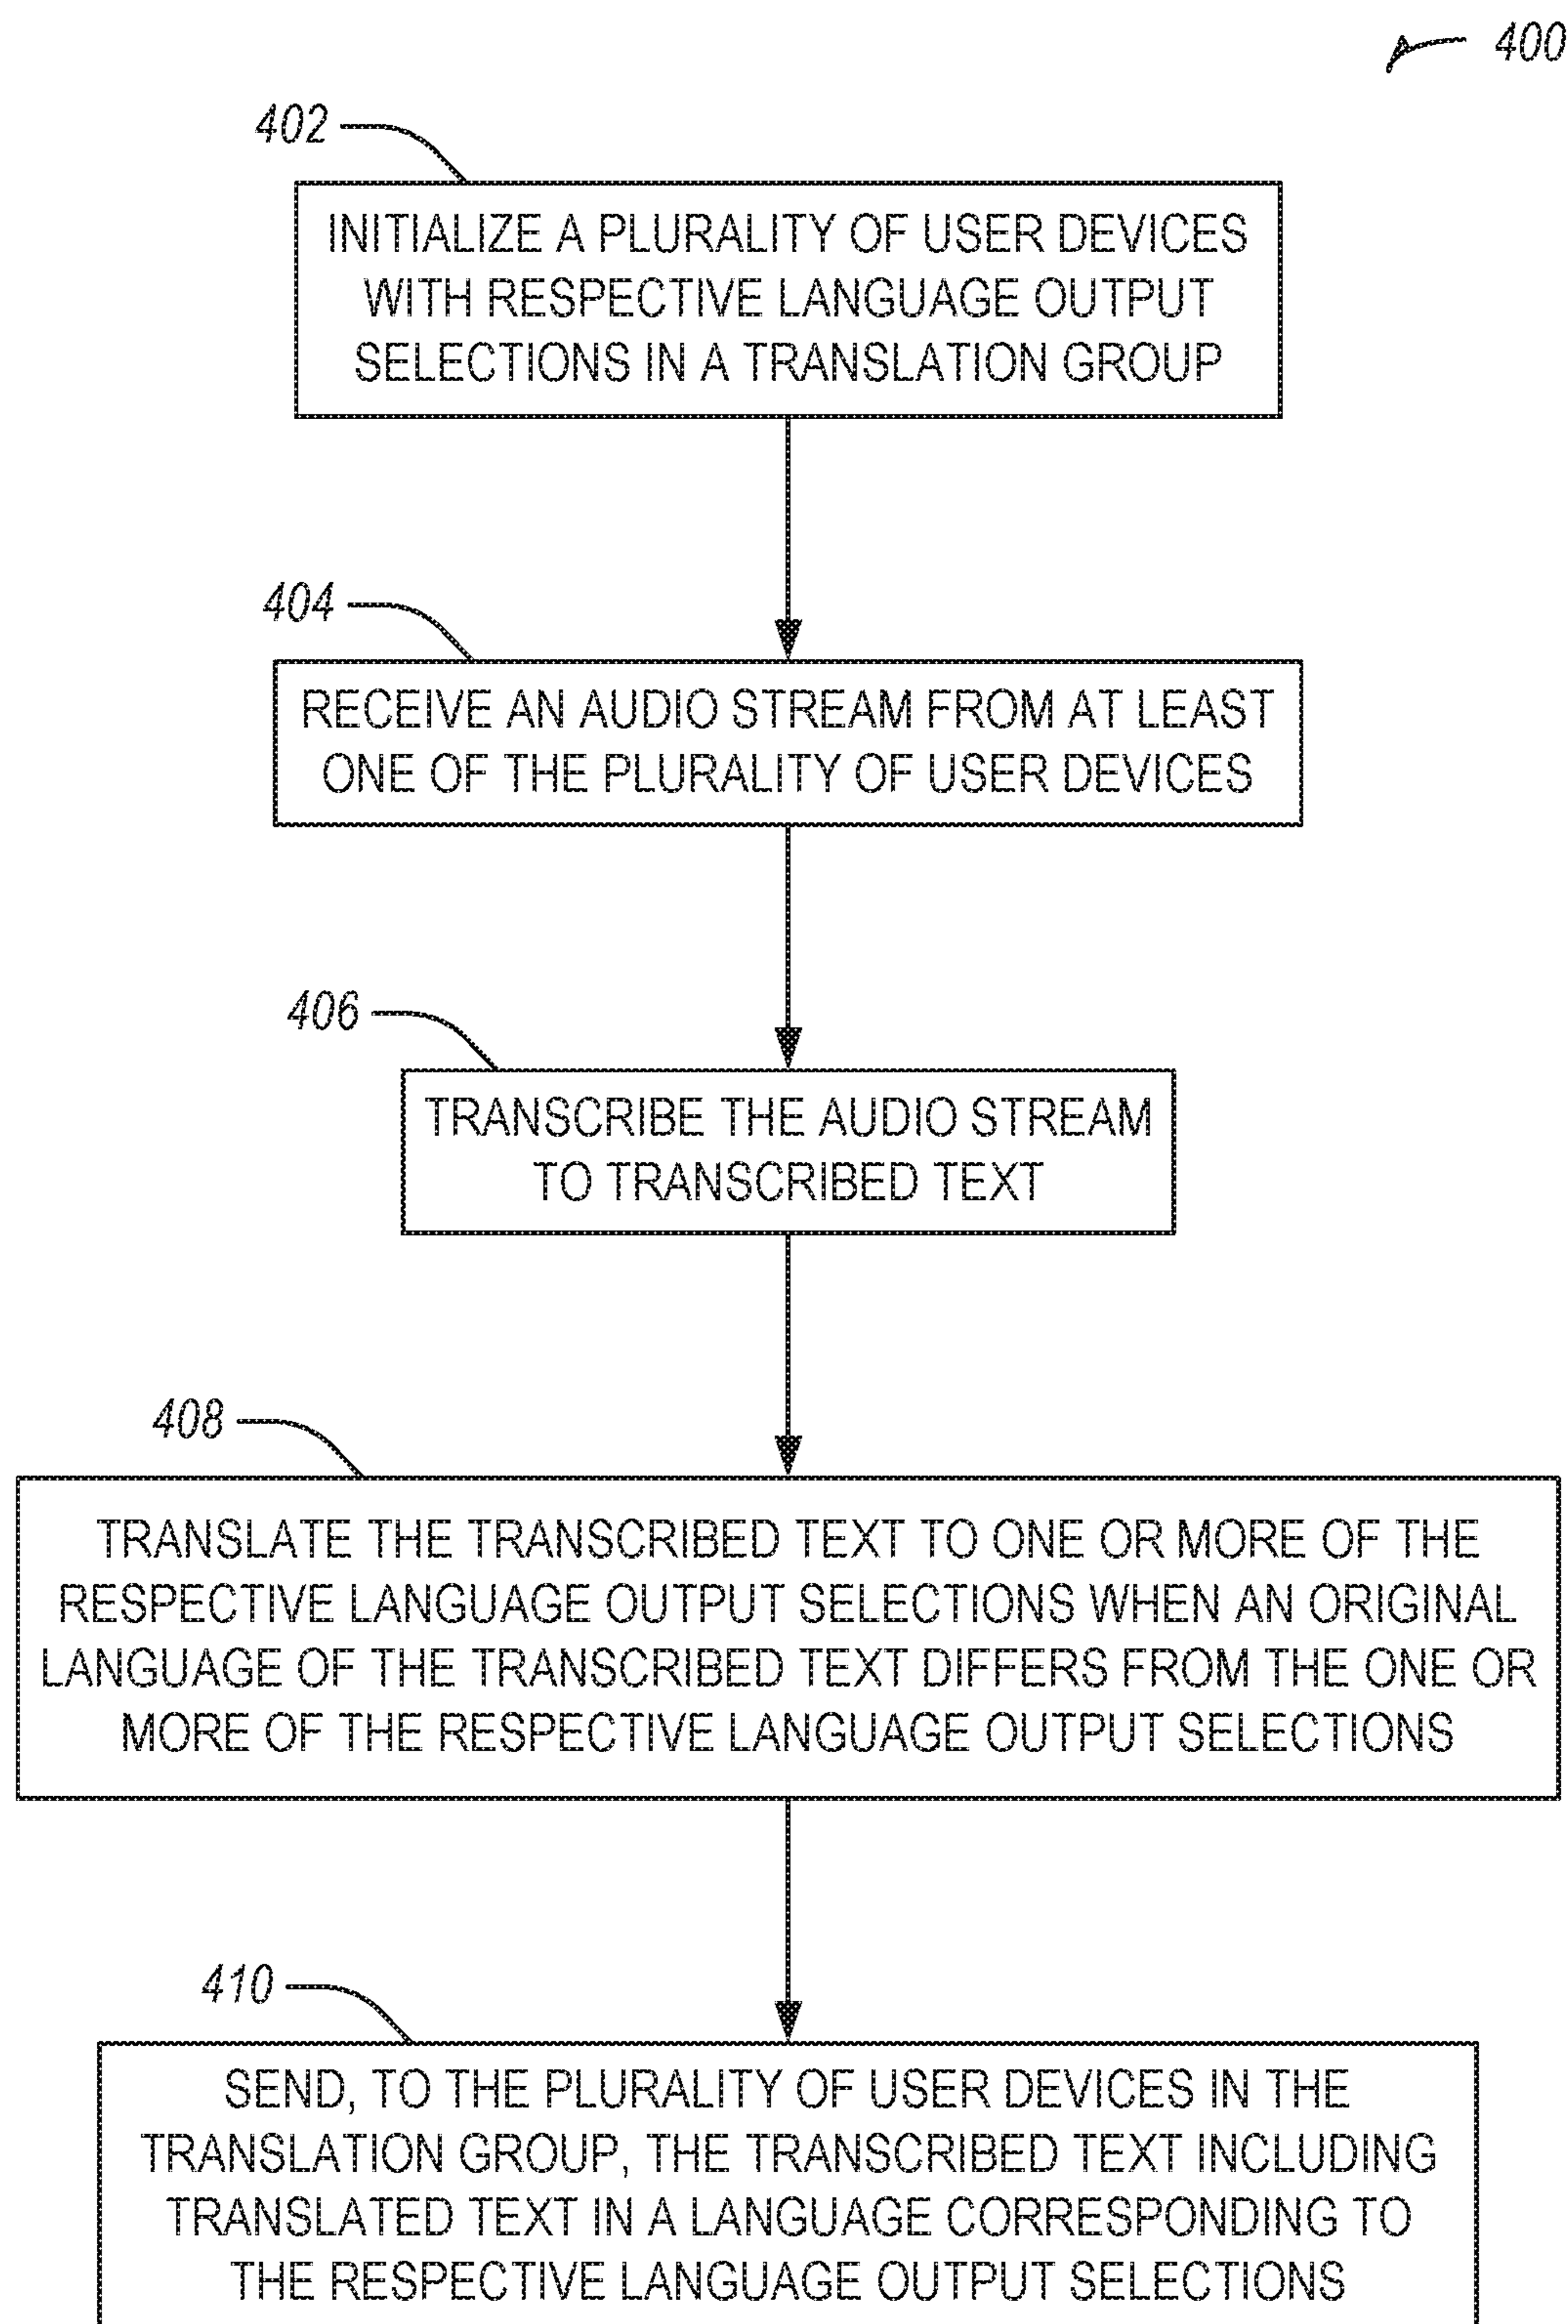 400
402
INITIALIZE A PLURALITY OF USER DEVICES
WITH RESPECTIVE LANGUAGE OUTPUT
SELECTIONS IN A TRANSLATION GROUP
404
RECEIVE AN AUDIO STREAM FROM AT LEAST
ONE OF THE PLURALITY OF USER DEVICES
406
TRANSCRIBE THE AUDIO STREAM
TO TRANSCRIBED TEXT
408
TRANSLATE THE TRANSCRIBED TEXT TO ONE OR MORE OF THE
RESPECTIVE LANGUAGE OUTPUT SELECTIONS WHEN AN ORIGINAL
LANGUAGE OF THE TRANSCRIBED TEXT DIFFERS FROM THE ONE OR
MORE OF THE RESPECTIVE LANGUAGE OUTPUT SELECTIONS
410
SEND, TO THE PLURALITY OF USER DEVICES IN THE
TRANSLATION GROUP, THE TRANSCRIBED TEXT INCLUDING
TRANSLATED TEXT IN A LANGUAGE CORRESPONDING TO
THE RESPECTIVE LANGUAGE OUTPUT SELECTIONS